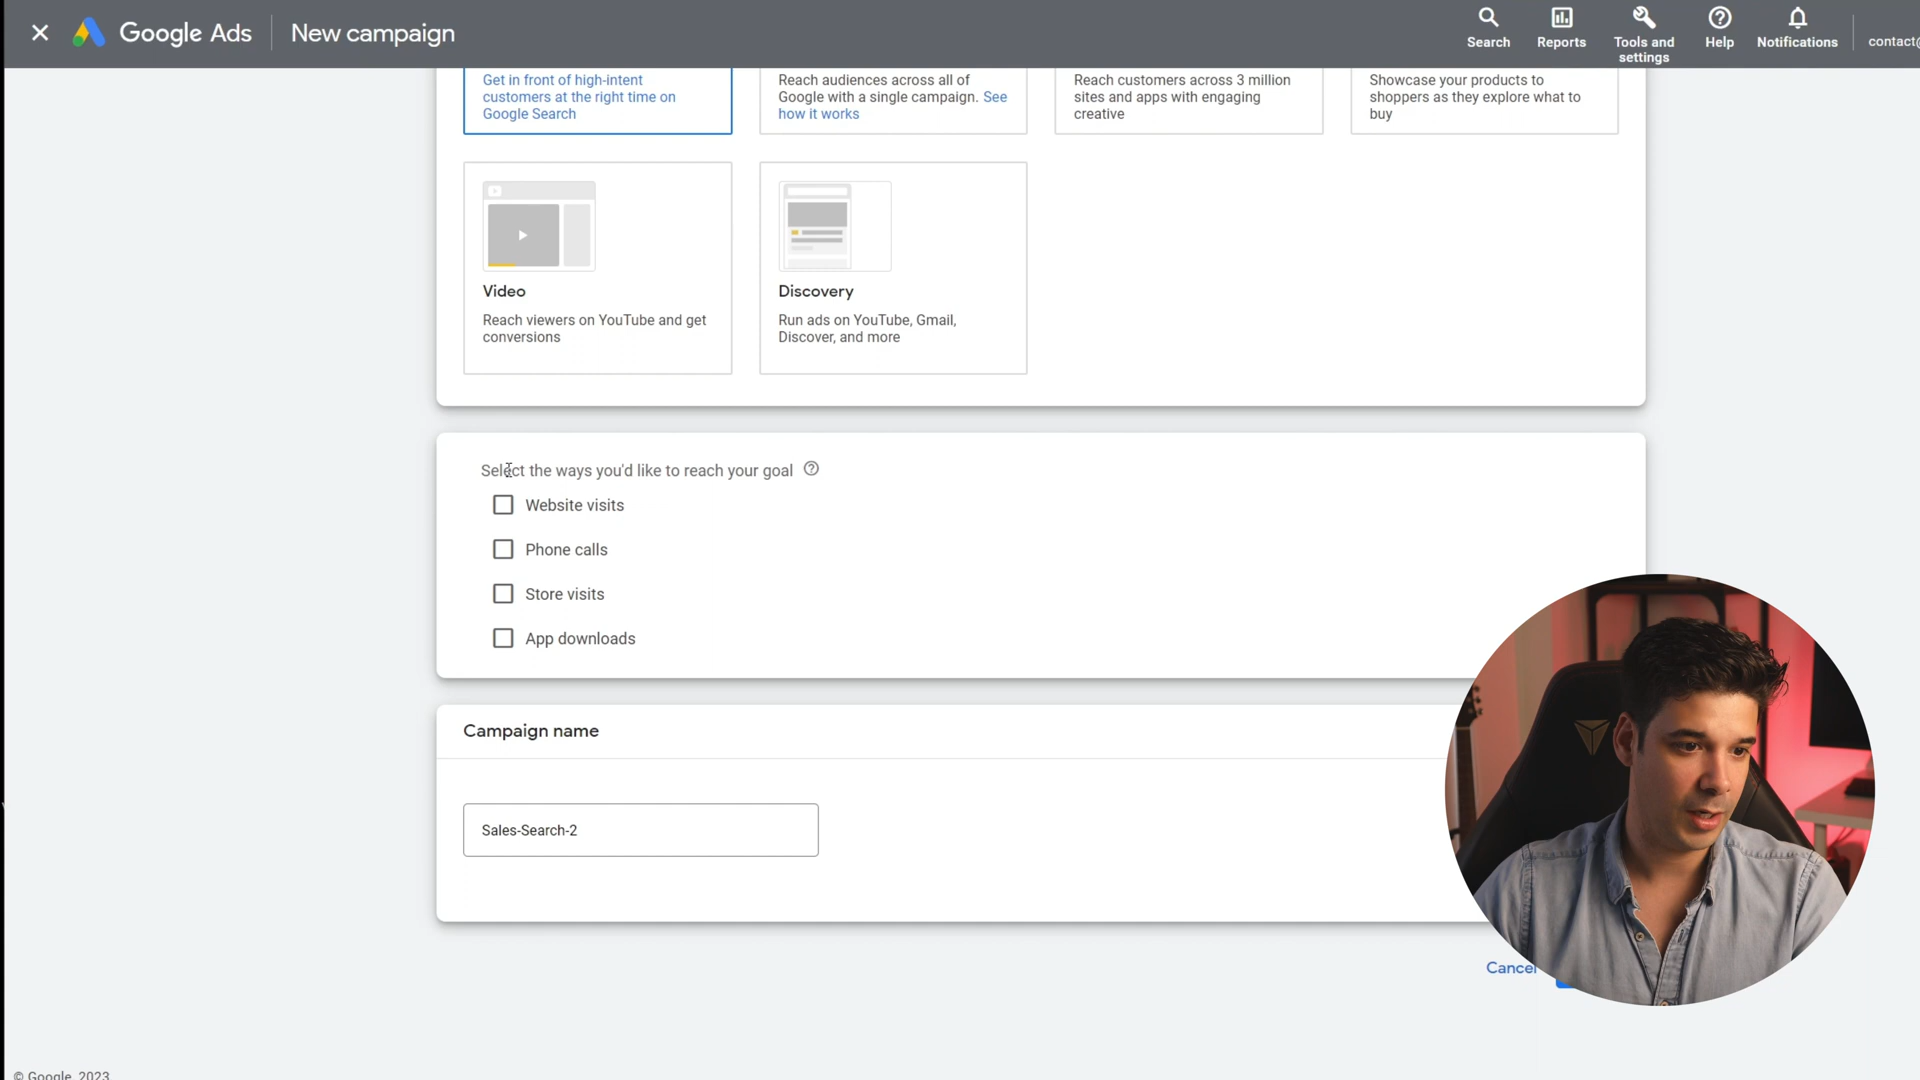 Google Ads
New campaign
Search
Reports
Tools and
settings
Help
Notifications
contact@
Get in front of high-intent
customers at the right time on
Google Search
Reach audiences across all of
Google with a single campaign. See
how it works
Reach customers across 3 million
sites and apps with engaging
creative
Showcase your products to
shoppers as they explore what to
buy
Video
Reach viewers on YouTube and get
conversions
Discovery
Run ads on YouTube, Gmail,
Discover, and more
Select the ways you'd like to reach your goal
Website visits
Phone calls
Store visits
App downloads
Campaign name
Sales-Search-2
Cancel
© Google, 2023